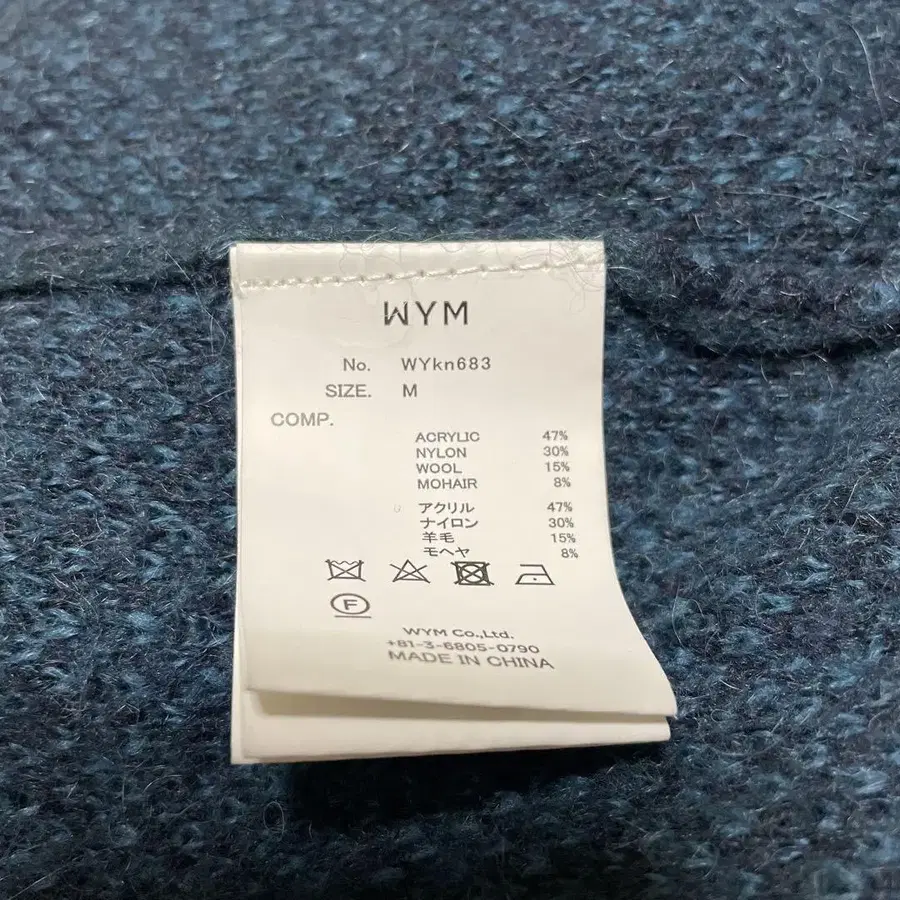 WYM
No. WYkn683
SIZE. M
COMP.
ACRYLIC 47%
NYLON 30%
WOOL 15%
MOHAIR 8%
アクリル 47%
ナイロン 30%
羊毛 15%
モヘヤ 8%
F
WYM Co.,Ltd.
+81-3-6805-0790
MADE IN CHINA